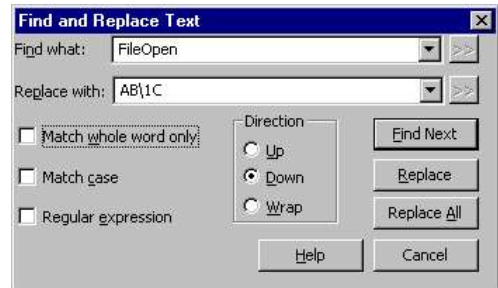 Find and Replace Text
Find what: FileOpen >>
Replace with: AB\1C >>
Match whole word only
Match case
Regular expression
Direction
Up
Down
Wrap
Find Next
Replace
Replace All
Help
Cancel